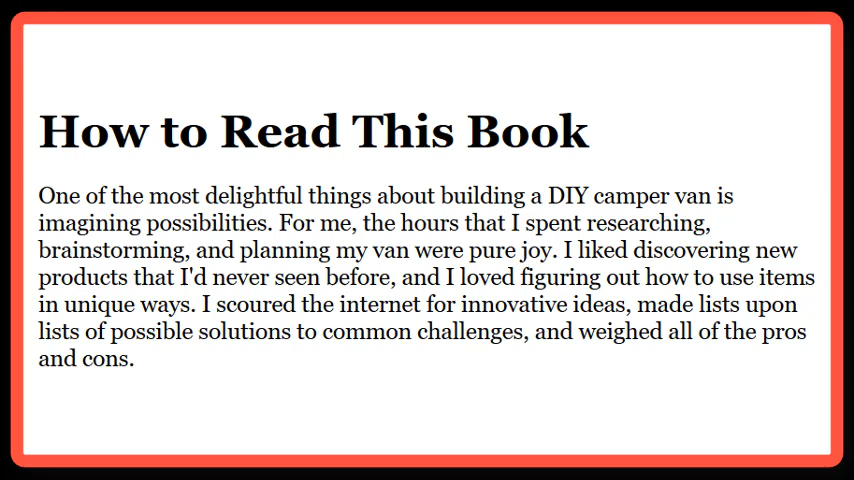 How to Read This Book
One of the most delightful things about building a DIY camper van is
imagining possibilities. For me, the hours that I spent researching,
brainstorming, and planning my van were pure joy. I liked discovering new
products that I'd never seen before, and I loved figuring out how to use items
in unique ways. I scoured the internet for innovative ideas, made lists upon
lists of possible solutions to common challenges, and weighed all of the pros
and cons.